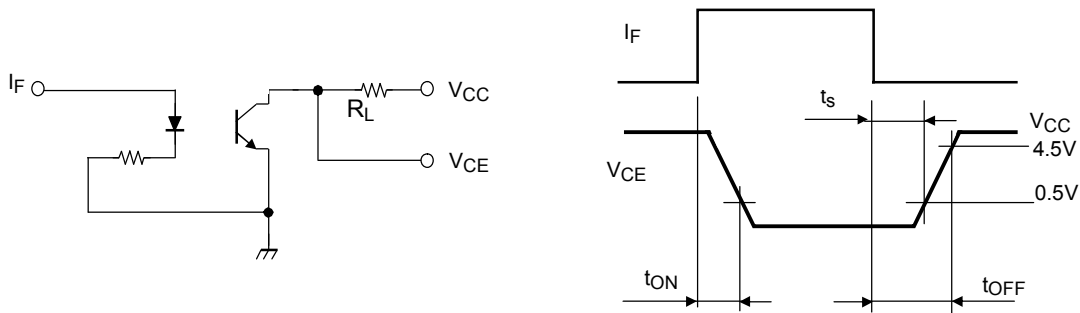 IF
RL
VCC
VCE
IF
tS
VCC
4.5V
VCE
0.5V
tON
tOFF